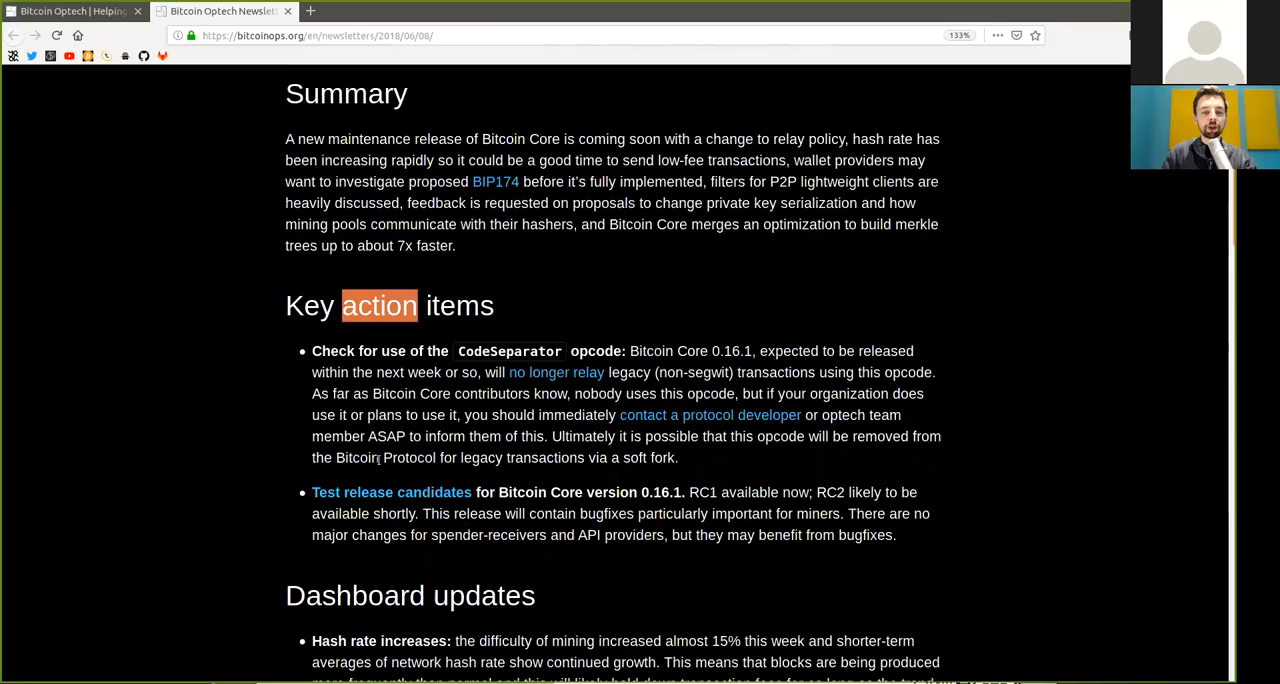 Bitcoin Optech | Helping
Bitcoin Optech Newslett
https://bitcoinops.org/en/newsletters/2018/06/08/
133%
Summary
A new maintenance release of Bitcoin Core is coming soon with a change to relay policy, hash rate has
been increasing rapidly so it could be a good time to send low-fee transactions, wallet providers may
want to investigate proposed BIP174 before it's fully implemented, filters for P2P lightweight clients are
heavily discussed, feedback is requested on proposals to change private key serialization and how
mining pools communicate with their hashers, and Bitcoin Core merges an optimization to build merkle
trees up to about 7x faster.
Key action items
Check for use of the CodeSeparator opcode: Bitcoin Core 0.16.1, expected to be released
within the next week or so, will no longer relay legacy (non-segwit) transactions using this opcode.
As far as Bitcoin Core contributors know, nobody uses this opcode, but if your organization does
use it or plans to use it, you should immediately contact a protocol developer or optech team
member ASAP to inform them of this. Ultimately it is possible that this opcode will be removed from
the Bitcoin Protocol for legacy transactions via a soft fork.
Test release candidates for Bitcoin Core version 0.16.1. RC1 available now; RC2 likely to be
available shortly. This release will contain bugfixes particularly important for miners. There are no
major changes for spender-receivers and API providers, but they may benefit from bugfixes.
Dashboard updates
Hash rate increases: the difficulty of mining increased almost 15% this week and shorter-term
averages of network hash rate show continued growth. This means that blocks are being produced